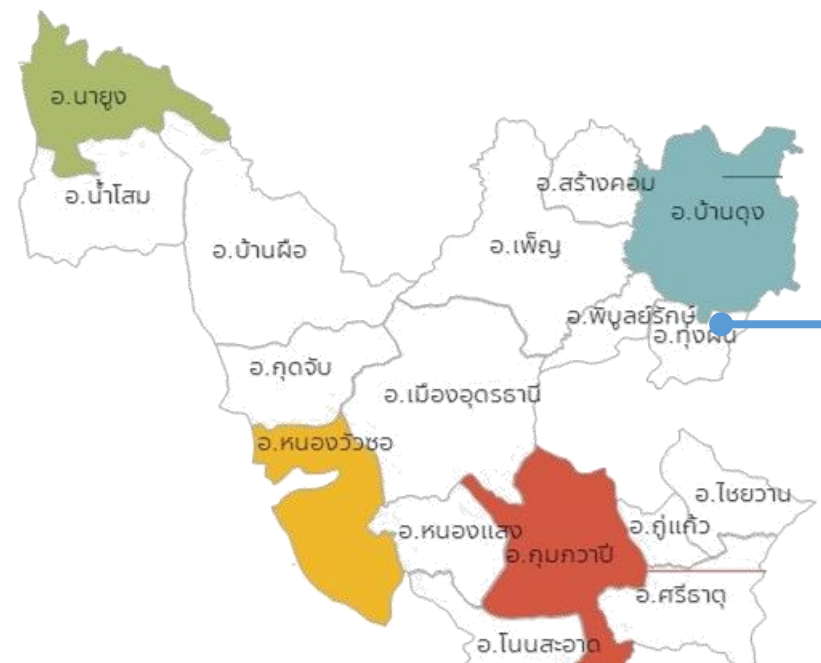 อ.นายูง
อ.น้ำโสม
อ.บ้านผือ
อ.สร้างคอม
อ.บ้านดุง
อ.เพ็ญ
อ.พิบูลย์รักษ์
อ.ทุ่งฝน
อ.กุดจับ
อ.เมืองอุดรธานี
อ.หนองวัวซอ
อ.ไชยวาน
อ.หนองแสง
อ.กู่แก้ว
อ.กุมภวาปี
อ.ศรีธาตุ
อ.โนนสะอาด